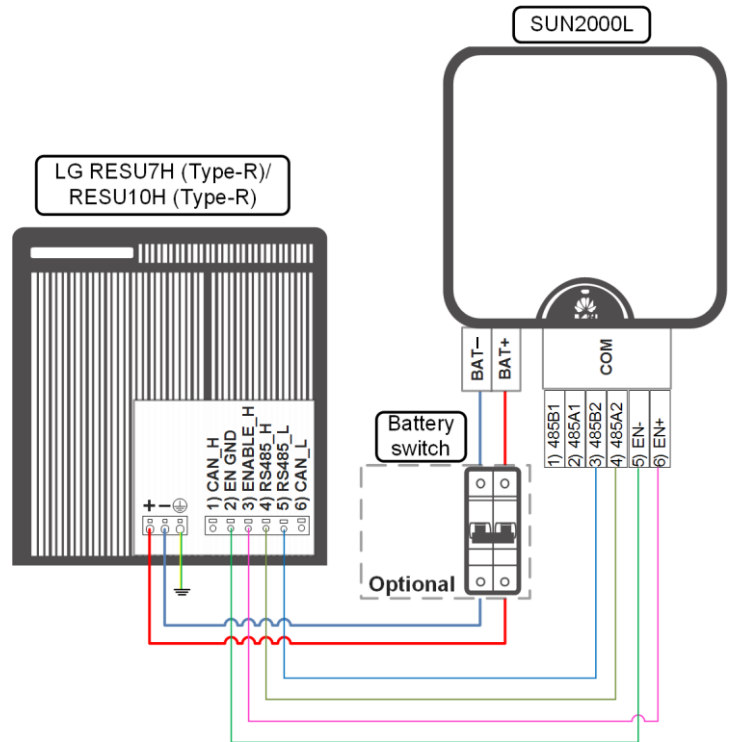 SUN2000L
LG RESU7H (Type-R)/
RESU10H (Type-R)
BAT−
BAT+
COM
1) 485B1
2) 485A1
3) 485B2
4) 485A2
5) EN-
6) EN+
Battery
switch
Optional
+
−
1) CAN_H
2) EN GND
3) ENABLE_H
4) RS485_H
5) RS485_L
6) CAN_L